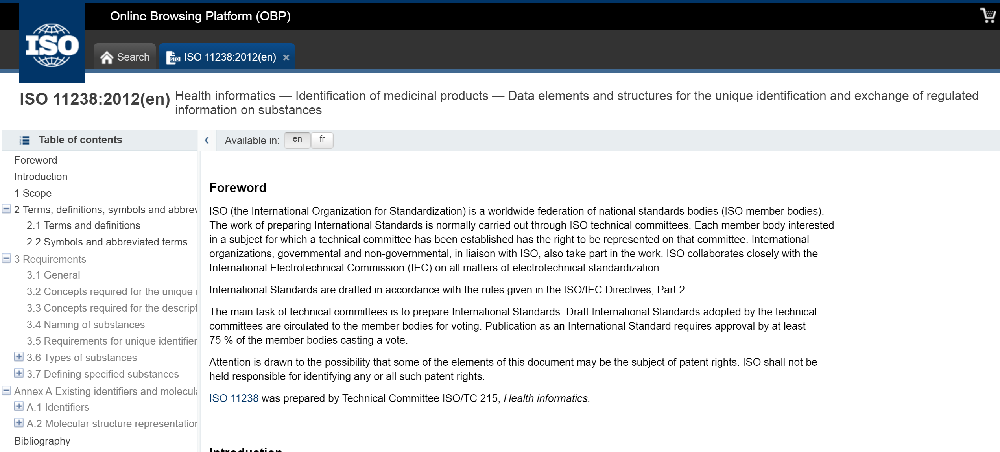 Online Browsing Platform (OBP)
ISO
Search
STD
ISO 11238:2012(en)
ISO 11238:2012(en)
Health informatics — Identification of medicinal products — Data elements and structures for the unique identification and exchange of regulated
information on substances
Table of contents
Foreword
Introduction
1 Scope
2 Terms, definitions, symbols and abbrev
2.1 Terms and definitions
2.2 Symbols and abbreviated terms
3 Requirements
3.1 General
3.2 Concepts required for the unique i
3.3 Concepts required for the descript
3.4 Naming of substances
3.5 Requirements for unique identifier
3.6 Types of substances
3.7 Defining specified substances
Annex A Existing identifiers and molecula
A.1 Identifiers
A.2 Molecular structure representation
Bibliography
Available in: en fr
Foreword
ISO (the International Organization for Standardization) is a worldwide federation of national standards bodies (ISO member bodies).
The work of preparing International Standards is normally carried out through ISO technical committees. Each member body interested
in a subject for which a technical committee has been established has the right to be represented on that committee. International
organizations, governmental and non-governmental, in liaison with ISO, also take part in the work. ISO collaborates closely with the
International Electrotechnical Commission (IEC) on all matters of electrotechnical standardization.
International Standards are drafted in accordance with the rules given in the ISO/IEC Directives, Part 2.
The main task of technical committees is to prepare International Standards. Draft International Standards adopted by the technical
committees are circulated to the member bodies for voting. Publication as an International Standard requires approval by at least
75 % of the member bodies casting a vote.
Attention is drawn to the possibility that some of the elements of this document may be the subject of patent rights. ISO shall not be
held responsible for identifying any or all such patent rights.
ISO 11238 was prepared by Technical Committee ISO/TC 215, Health informatics.
Introduction